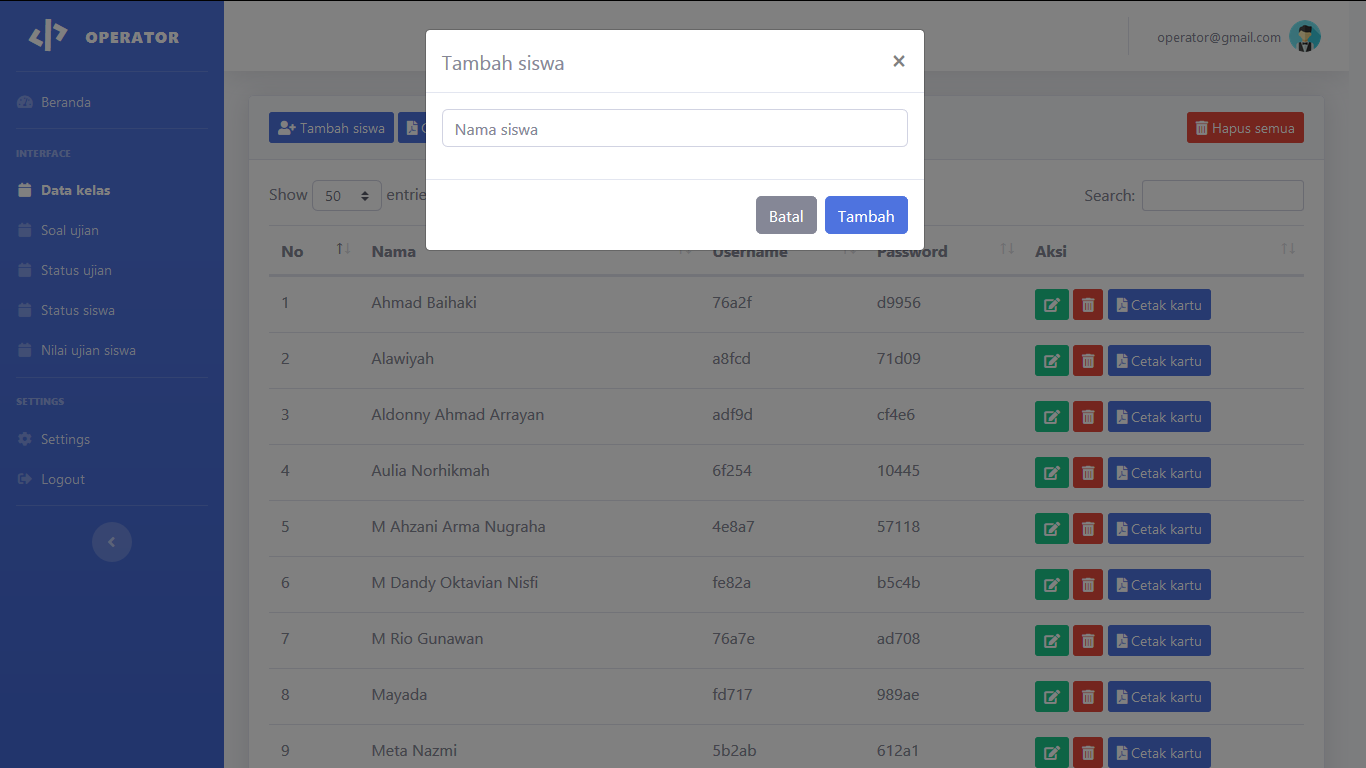 OPERATOR
operator@gmail.com
Beranda
INTERFACE
Data kelas
Soal ujian
Status ujian
Status siswa
Nilai ujian siswa
SETTINGS
Settings
Logout
Tambah siswa
×
Nama siswa
Batal Tambah
Tambah siswa
Hapus semua
Show 50 entrie
Search:
No Nama Username Password Aksi
1 Ahmad Baihaki 76a2f d9956 Cetak kartu
2 Alawiyah a8fcd 71d09 Cetak kartu
3 Aldonny Ahmad Arrayan adf9d cf4e6 Cetak kartu
4 Aulia Norhikmah 6f254 10445 Cetak kartu
5 M Ahzani Arma Nugraha 4e8a7 57118 Cetak kartu
6 M Dandy Oktavian Nisfi fe82a b5c4b Cetak kartu
7 M Rio Gunawan 76a7e ad708 Cetak kartu
8 Mayada fd717 989ae Cetak kartu
9 Meta Nazmi 5b2ab 612a1 Cetak kartu